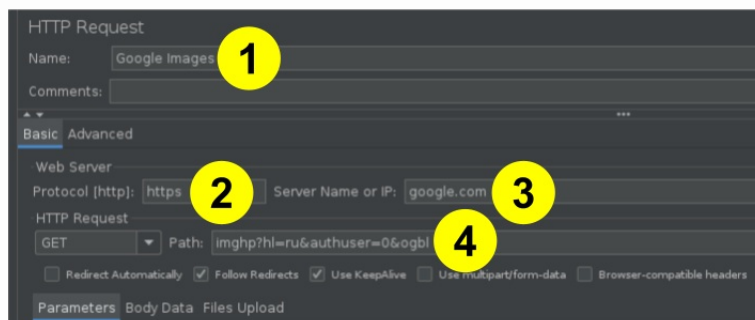 HTTP Request
Name: Google Images 1
Comments:
Basic Advanced
Web Server
Protocol [http]: https 2 Server Name or IP: google.com 3
HTTP Request
GET Path: imghp?hl=ru&authuser=0&ogbl 4
Redirect Automatically Follow Redirects Use KeepAlive Use multipart/form-data Browser-compatible headers
Parameters Body Data Files Upload